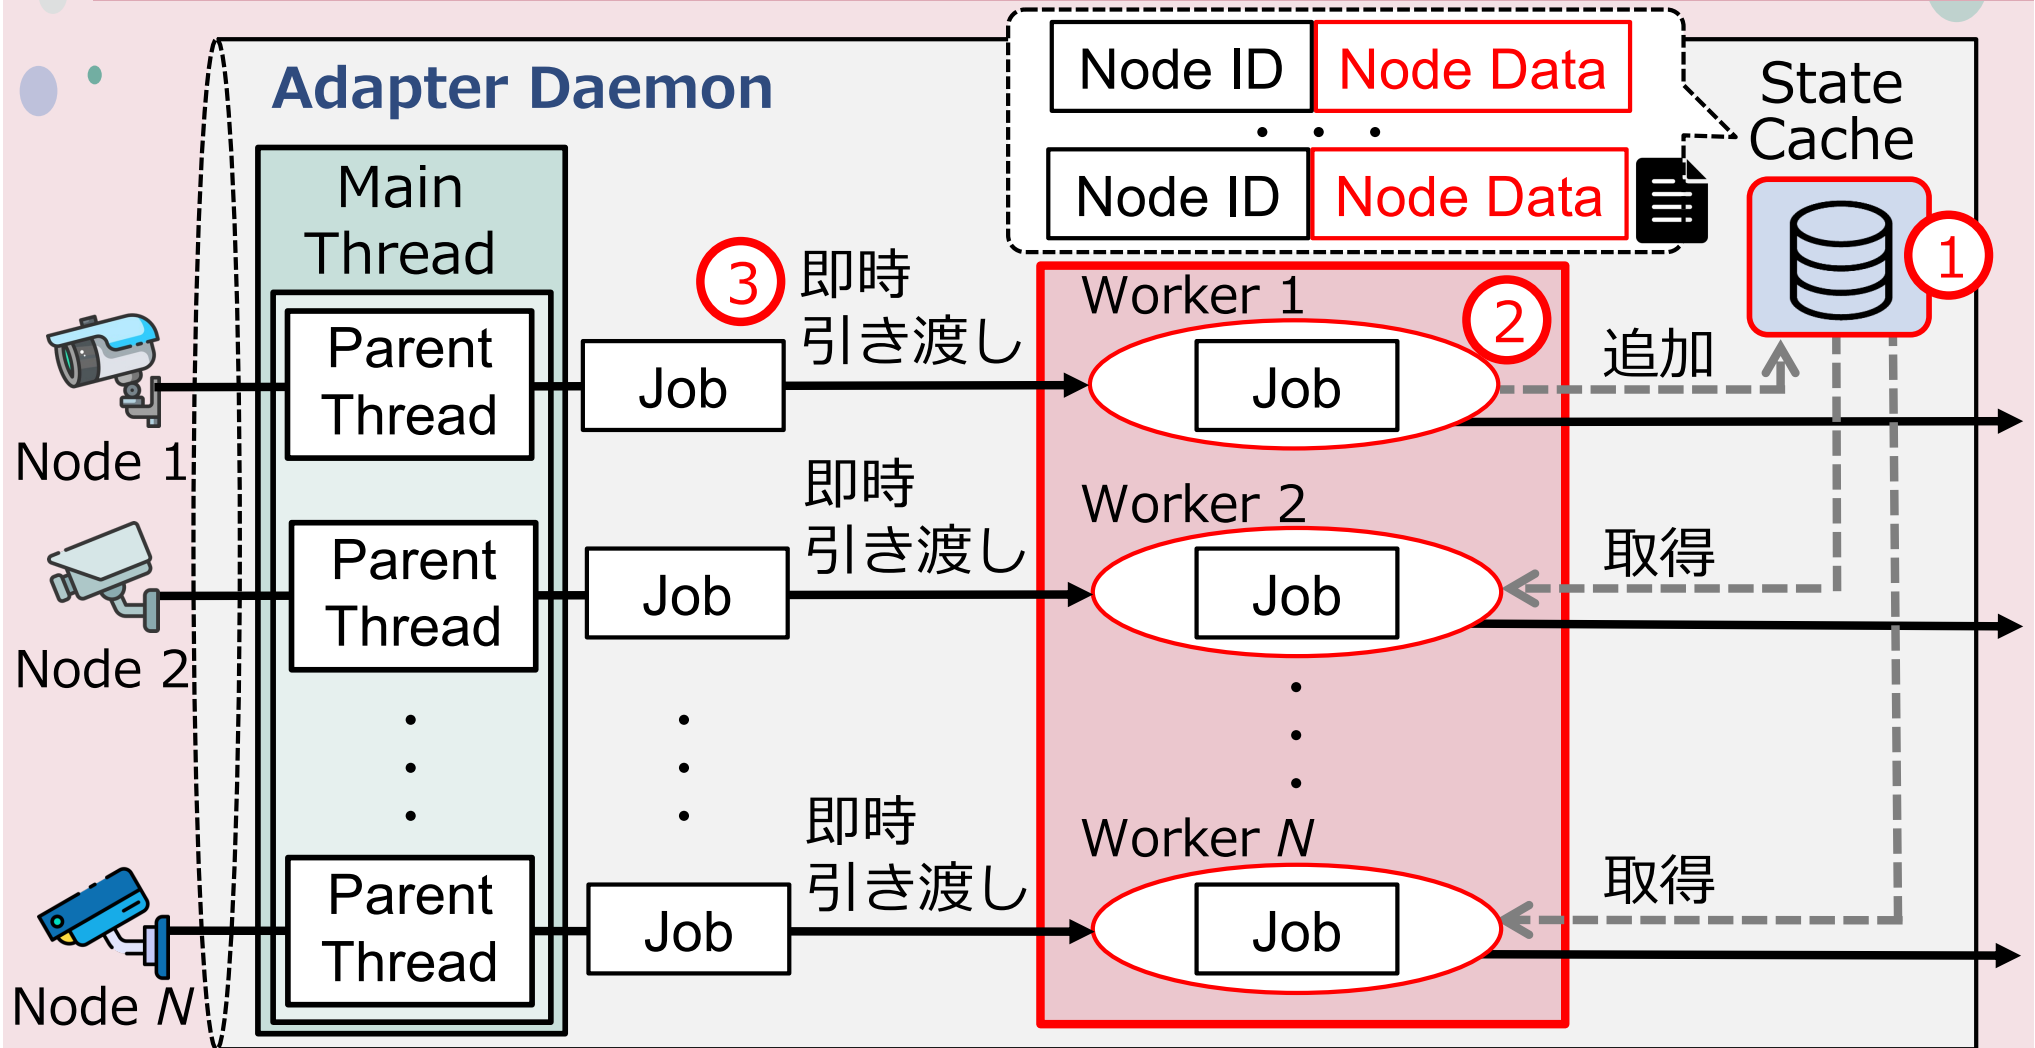 Adapter Daemon
Node ID
Node Data
・・・
Node ID
Node Data
State
Cache
1
Main
Thread
3
即時
引き渡し
Worker 1
2
Parent
Thread
Job
Job
追加
Node 1
即時
引き渡し
Worker 2
Parent
Thread
Job
Job
取得
Node 2
即時
引き渡し
Worker N
Parent
Thread
Job
Job
取得
Node N